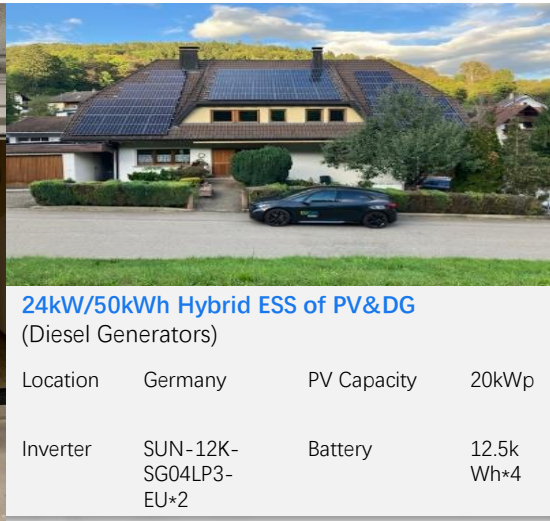 24kW/50kWh Hybrid ESS of PV&DG
(Diesel Generators)
Location Germany PV Capacity 20kWp
Inverter SUN-12K- Battery 12.5k
SG04LP3- Wh*4
EU*2